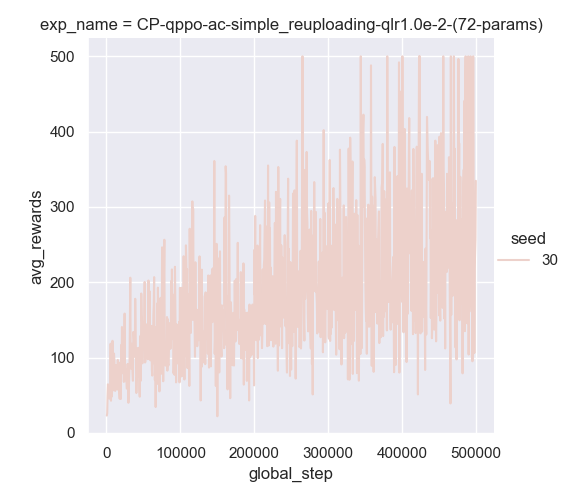 exp_name = CP-qppo-ac-simple_reuploading-qlr1.0e-2-(72-params)
500
400
300
200
100
0
avg_rewards
0 100000 200000 300000 400000 500000
global_step
seed
30